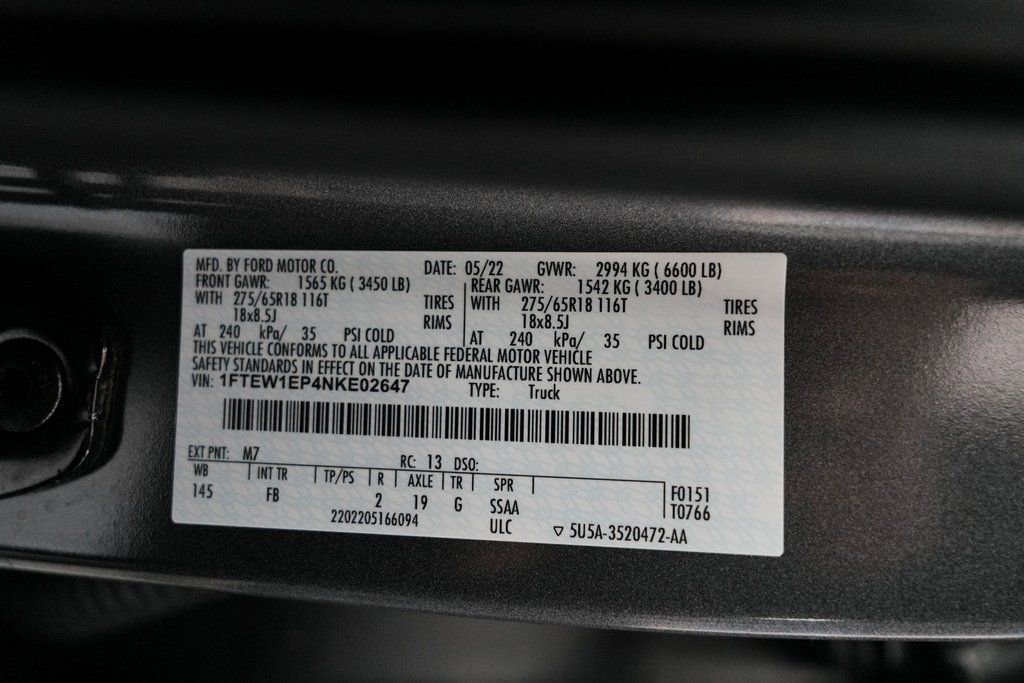 MFD. BY FORD MOTOR CO. DATE: 05/22 GVWR: 2994 KG ( 6600 LB)
FRONT GAWR: 1565 KG ( 3450 LB) REAR GAWR: 1542 KG ( 3400 LB)
WITH 275/65R18 116T TIRES WITH 275/65R18 116T TIRES
18x8.5J RIMS 18x8.5J RIMS
AT 240 kPa/ 35 PSI COLD AT 240 kPa/ 35 PSI COLD
THIS VEHICLE CONFORMS TO ALL APPLICABLE FEDERAL MOTOR VEHICLE
SAFETY STANDARDS IN EFFECT ON THE DATE OF MANUFACTURE SHOWN ABOVE.
VIN: 1FTEW1EP4NKE02647 TYPE: Truck
EXT PNT: M7 RC: 13 DSO:
WB INT TR TP/PS R AXLE TR SPR F0151
145 FB 2 19 G SSAA T0766
2202205166094 ULC ▽ 5U5A-3520472-AA